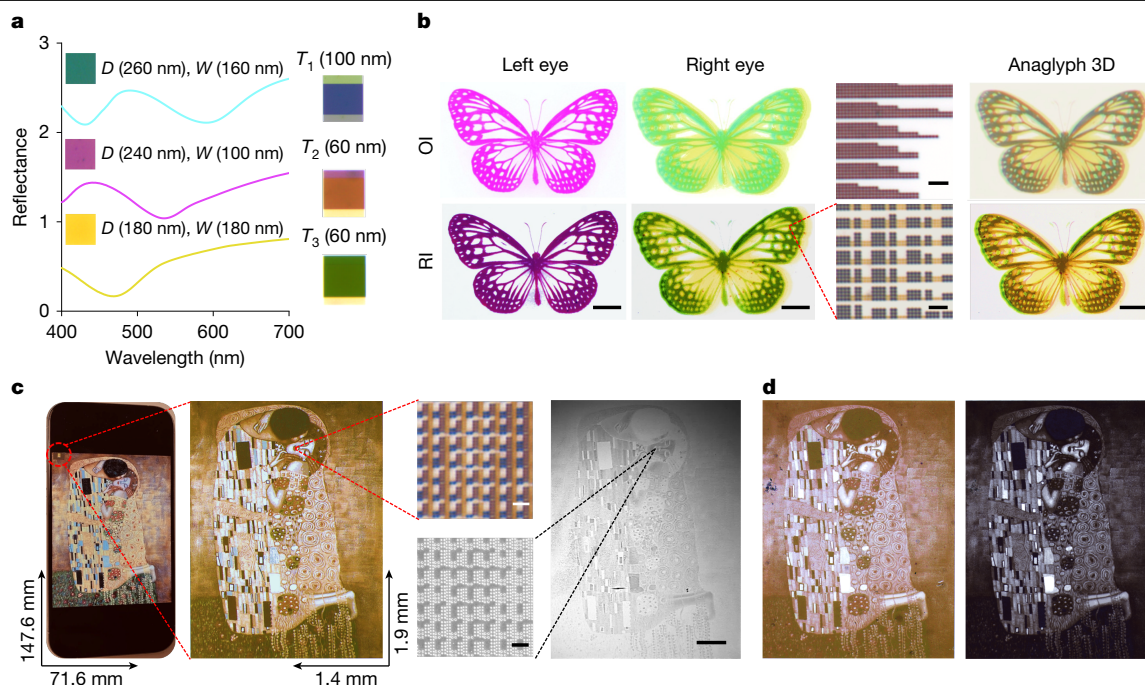 a
3
2
1
0
Reflectance
400
500
600
700
Wavelength (nm)
D (260 nm), W (160 nm)
D (240 nm), W (100 nm)
D (180 nm), W (180 nm)
T1 (100 nm)
T2 (60 nm)
T3 (60 nm)
b
Left eye
Right eye
Anaglyph 3D
OI
RI
c
147.6 mm
71.6 mm
1.9 mm
1.4 mm
d